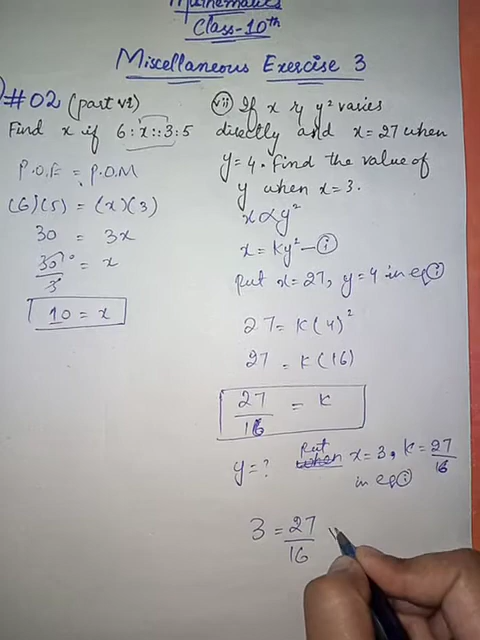 Mathematics
Class-10th
Miscellaneous Exercise 3
#02 (part vi)
Find x if 6:x::3:5
P.O.E = P.O.M
(6)(5) = (x)(3)
30 = 3x
30/3 10 = x
10 = x
(vii) If x & y² varies
directly and x=27 when
y=4. Find the value of
y when x=3.
x∝y²
x = Ky² —(i)
put x=27, y=4 in eq(i)
27 = K(4)²
27 = K(16)
27/16 = K
y=? Put x=3, K=27/16
in eq(i)
3 = 27/16